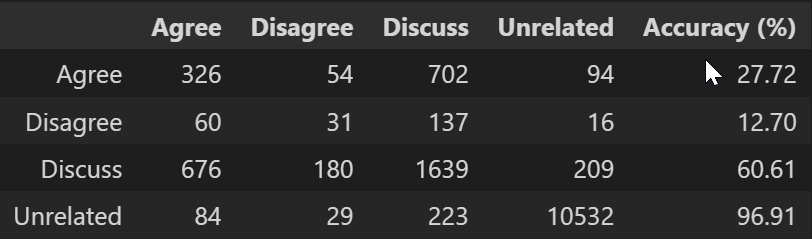 Agree Disagree Discuss Unrelated Accuracy (%)
Agree 326 54 702 94 27.72
Disagree 60 31 137 16 12.70
Discuss 676 180 1639 209 60.61
Unrelated 84 29 223 10532 96.91